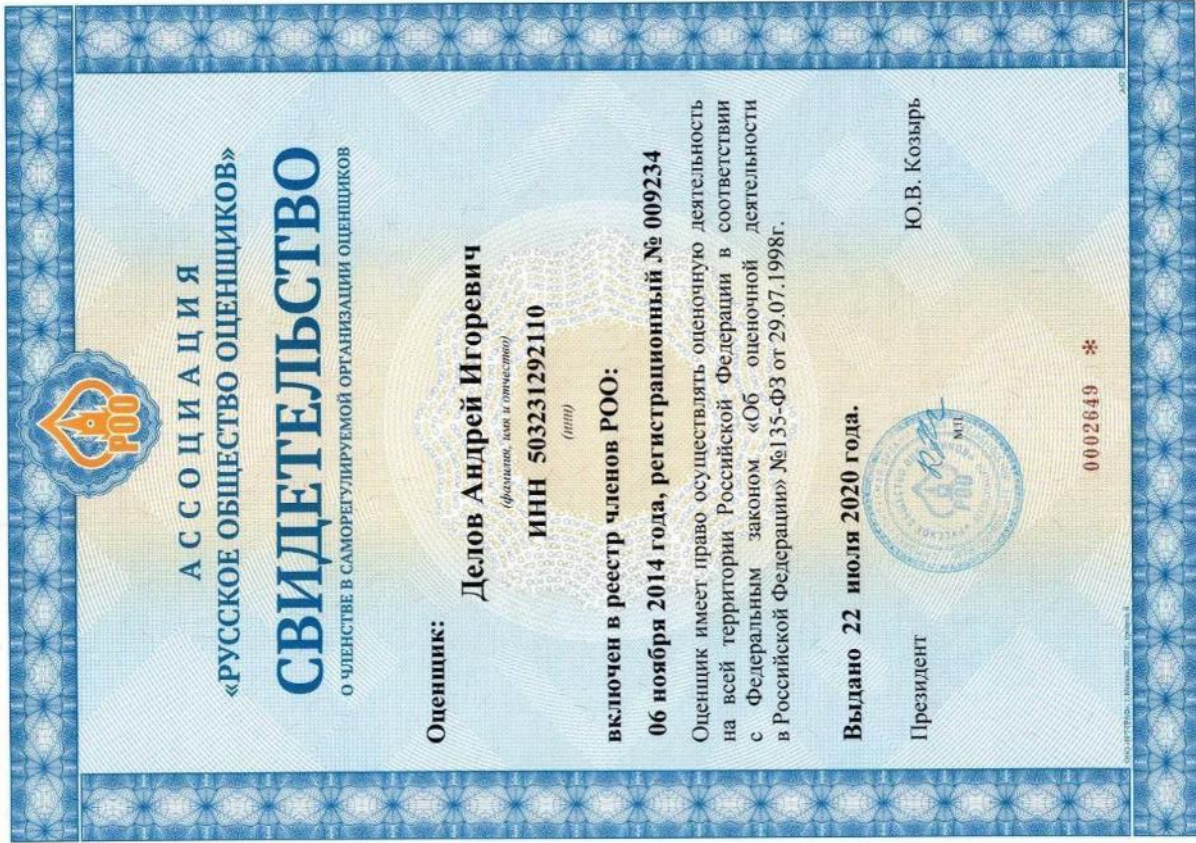 РОО
АССОЦИАЦИЯ
«РУССКОЕ ОБЩЕСТВО ОЦЕНЩИКОВ»
СВИДЕТЕЛЬСТВО
О ЧЛЕНСТВЕ В САМОРЕГУЛИРУЕМОЙ ОРГАНИЗАЦИИ ОЦЕНЩИКОВ
Оценщик:
Делов Андрей Игоревич
(фамилия, имя и отчество)
ИНН 503231292110
(инн)
включен в реестр членов РОО:
06 ноября 2014 года, регистрационный № 009234
Оценщик имеет право осуществлять оценочную деятельность
на всей территории Российской Федерации в соответствии
с Федеральным законом «Об оценочной деятельности
в Российской Федерации» №135-ФЗ от 29.07.1998г.
Выдано 22 июля 2020 года.
Президент
М.П.
Ю.В. Козырь
0002649 *